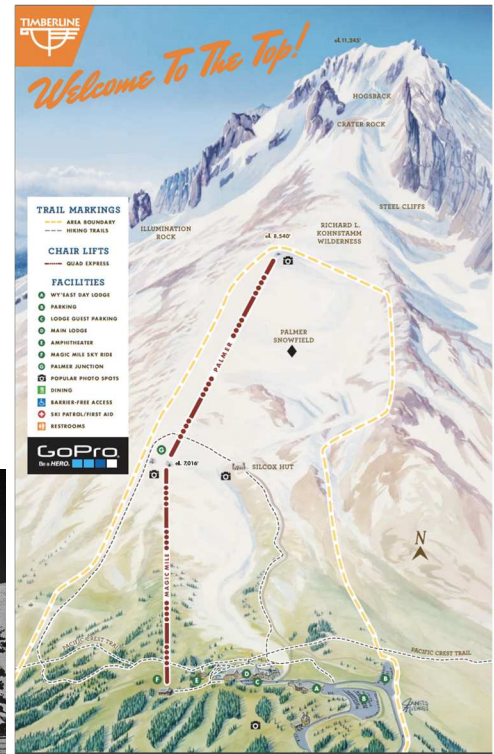 TIMBERLINE
Welcome To The Top!
el. 11,245'
HOGSBACK
CRATER ROCK
STEEL CLIFFS
ILLUMINATION
ROCK
RICHARD L.
KOHNSTAMM
WILDERNESS
el. 8,540'
TRAIL MARKINGS
AREA BOUNDARY
HIKING TRAILS
CHAIR LIFTS
QUAD EXPRESS
FACILITIES
A WY'EAST DAY LODGE
B PARKING
C LODGE GUEST PARKING
D MAIN LODGE
E AMPHITHEATER
F MAGIC MILE SKY RIDE
G PALMER JUNCTION
POPULAR PHOTO SPOTS
DINING
BARRIER-FREE ACCESS
SKI PATROL/FIRST AID
RESTROOMS
GoPro
Be a HERO.
PALMER
PALMER
SNOWFIELD
G
el. 7,016'
SILCOX HUT
MAGIC MILE
N
PACIFIC CREST TRAIL
PACIFIC CREST TRAIL
F
E
D
C
A
B
B